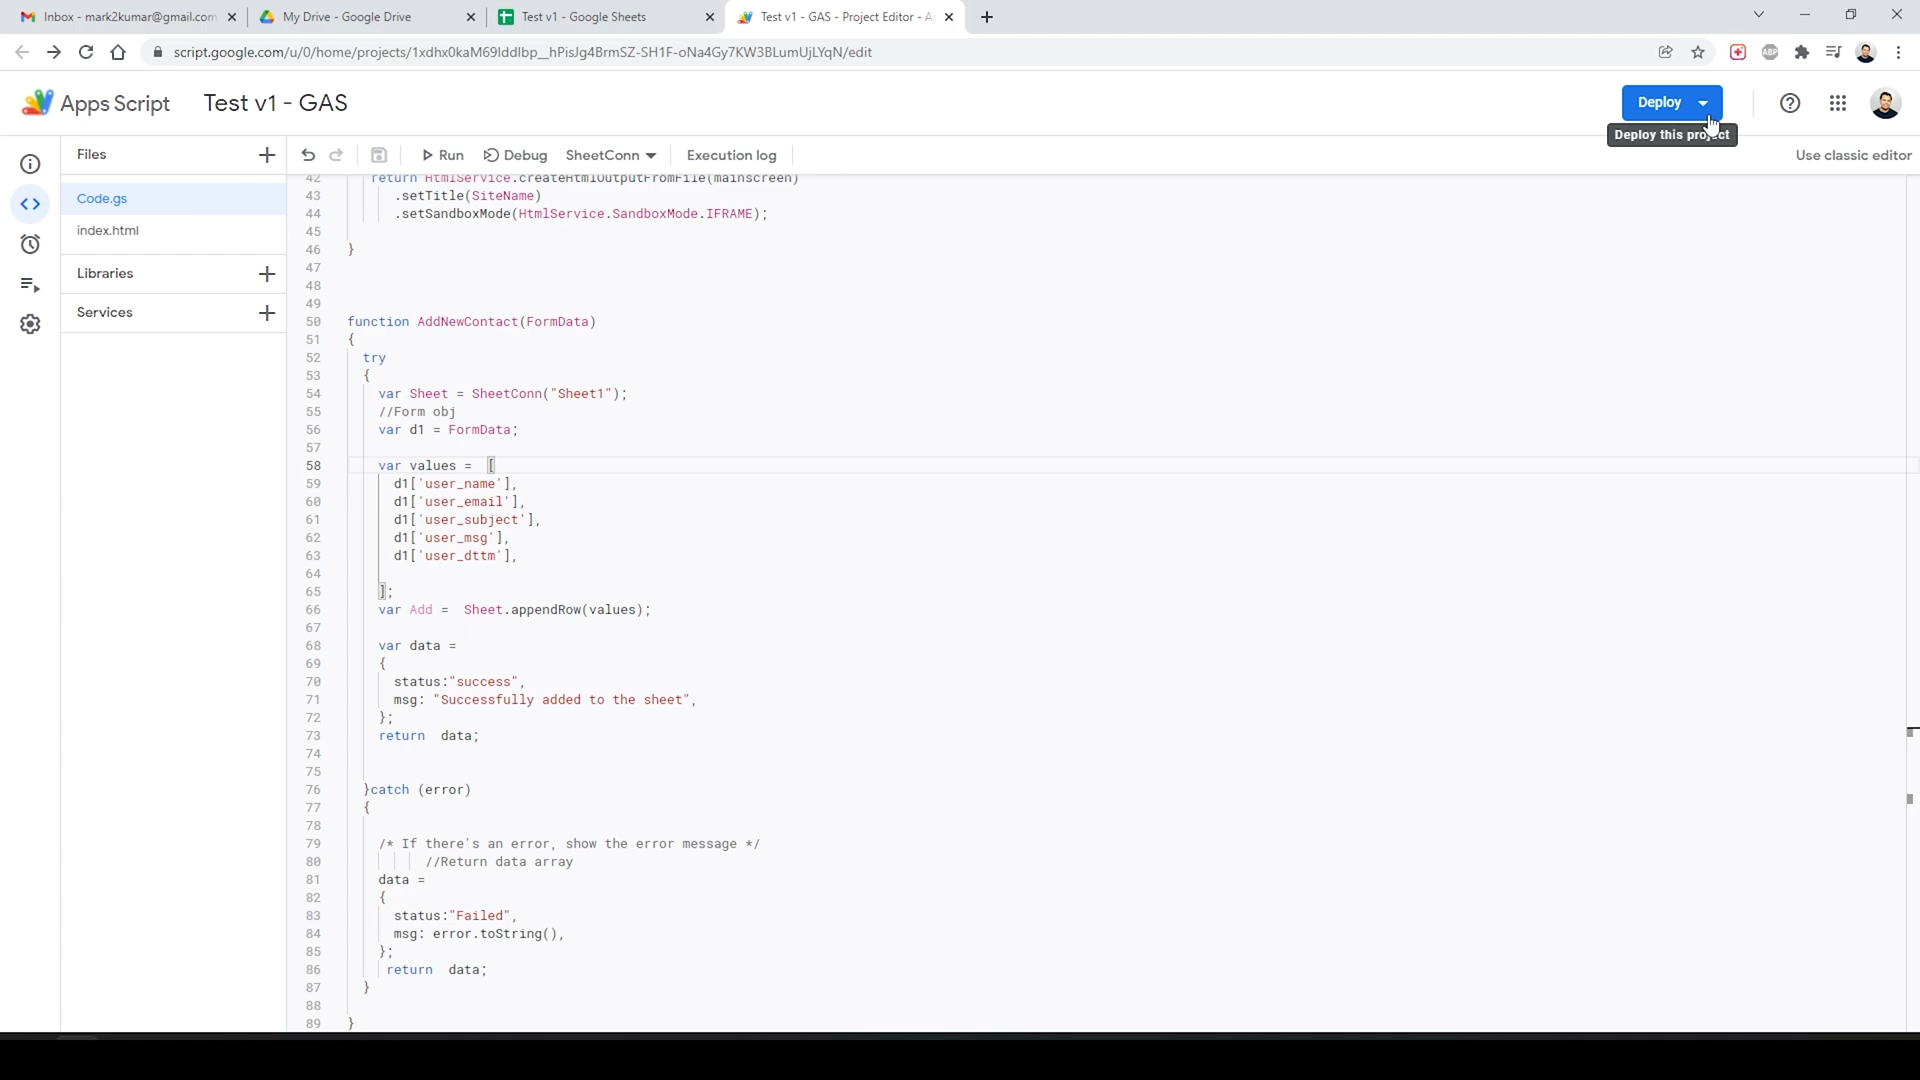 Inbox - mark2kumar@gmail.com
My Drive - Google Drive
Test v1 - Google Sheets
Test v1 - GAS - Project Editor - A
script.google.com/u/0/home/projects/1xdhx0kaM69lddlbp__hPisJg4BrmSZ-SH1F-oNa4Gy7KW3BLumUjLYqN/edit
ABP
Apps Script
Test v1 - GAS
Deploy
Deploy this project
Files
Run
Debug
SheetConn
Execution log
Use classic editor
Code.gs
index.html
Libraries
Services
42 return HtmlService.createHtmlOutputFromFile(mainscreen)
43 .setTitle(SiteName)
44 .setSandboxMode(HtmlService.SandboxMode.IFRAME);
45
46 }
47
48
49
50 function AddNewContact(FormData)
51 {
52 try
53 {
54 var Sheet = SheetConn("Sheet1");
55 //Form obj
56 var d1 = FormData;
57
58 var values = [
59 d1['user_name'],
60 d1['user_email'],
61 d1['user_subject'],
62 d1['user_msg'],
63 d1['user_dttm'],
64
65 ];
66 var Add = Sheet.appendRow(values);
67
68 var data =
69 {
70 status:"success",
71 msg: "Successfully added to the sheet",
72 };
73 return data;
74
75
76 }catch (error)
77 {
78
79 /* If there's an error, show the error message */
80 //Return data array
81 data =
82 {
83 status:"Failed",
84 msg: error.toString(),
85 };
86 return data;
87 }
88
89 }